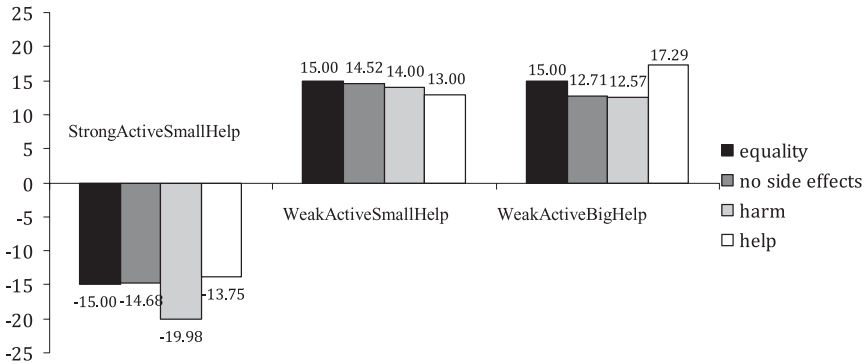 25
20
15
10
5
0
-5
-10
-15
-20
-25
StrongActiveSmallHelp
-15.00 -14.68
-19.98
-13.75
15.00 14.52 14.00 13.00
WeakActiveSmallHelp
15.00 12.71 12.57 17.29
WeakActiveBigHelp
equality
no side effects
harm
help